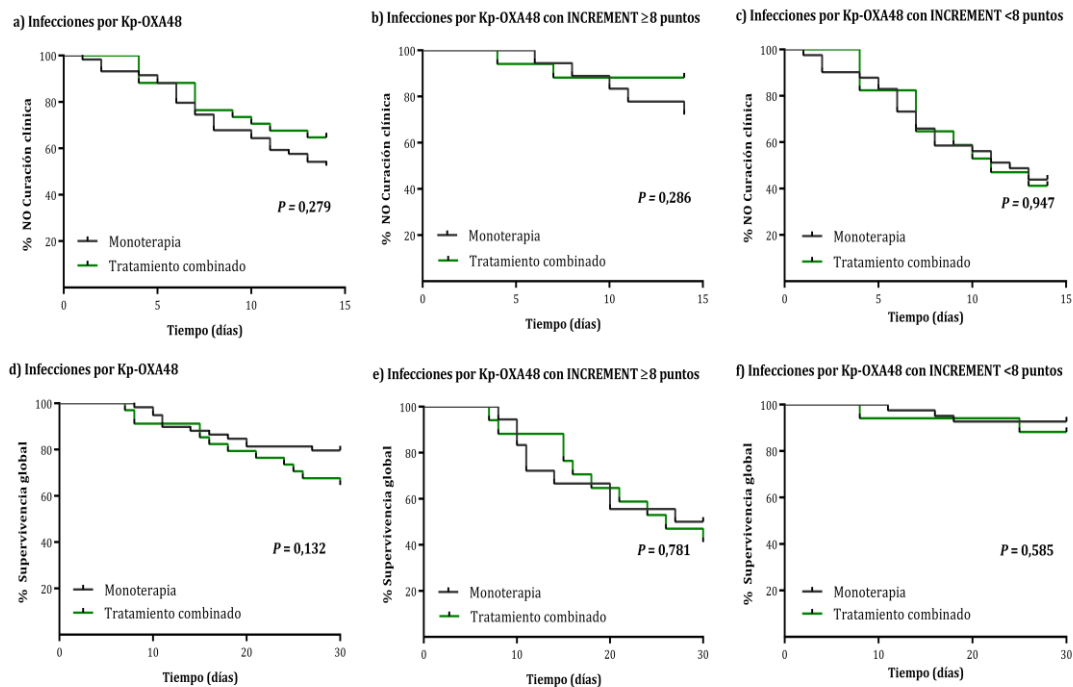 a) Infecciones por Kp-OXA48
% NO Curación clínica
100
80
60
40
20
P = 0,279
Monoterapia
Tratamiento combinado
0 5 10 15
Tiempo (días)
b) Infecciones por Kp-OXA48 con INCREMENT ≥8 puntos
% NO Curación clínica
100
80
60
40
20
P = 0,286
Monoterapia
Tratamiento combinado
0 5 10 15
Tiempo (días)
c) Infecciones por Kp-OXA48 con INCREMENT <8 puntos
% NO Curación clínica
100
80
60
40
20
P = 0,947
Monoterapia
Tratamiento combinado
0 5 10 15
Tiempo (días)
d) Infecciones por Kp-OXA48
% Supervivencia global
100
80
60
40
20
P = 0,132
Monoterapia
Tratamiento combinado
0 10 20 30
Tiempo (días)
e) Infecciones por Kp-OXA48 con INCREMENT ≥8 puntos
% Supervivencia global
100
80
60
40
20
P = 0,781
Monoterapia
Tratamiento combinado
0 10 20 30
Tiempo (días)
f) Infecciones por Kp-OXA48 con INCREMENT <8 puntos
% Supervivencia global
100
80
60
40
20
P = 0,585
Monoterapia
Tratamiento combinado
0 10 20 30
Tiempo (días)